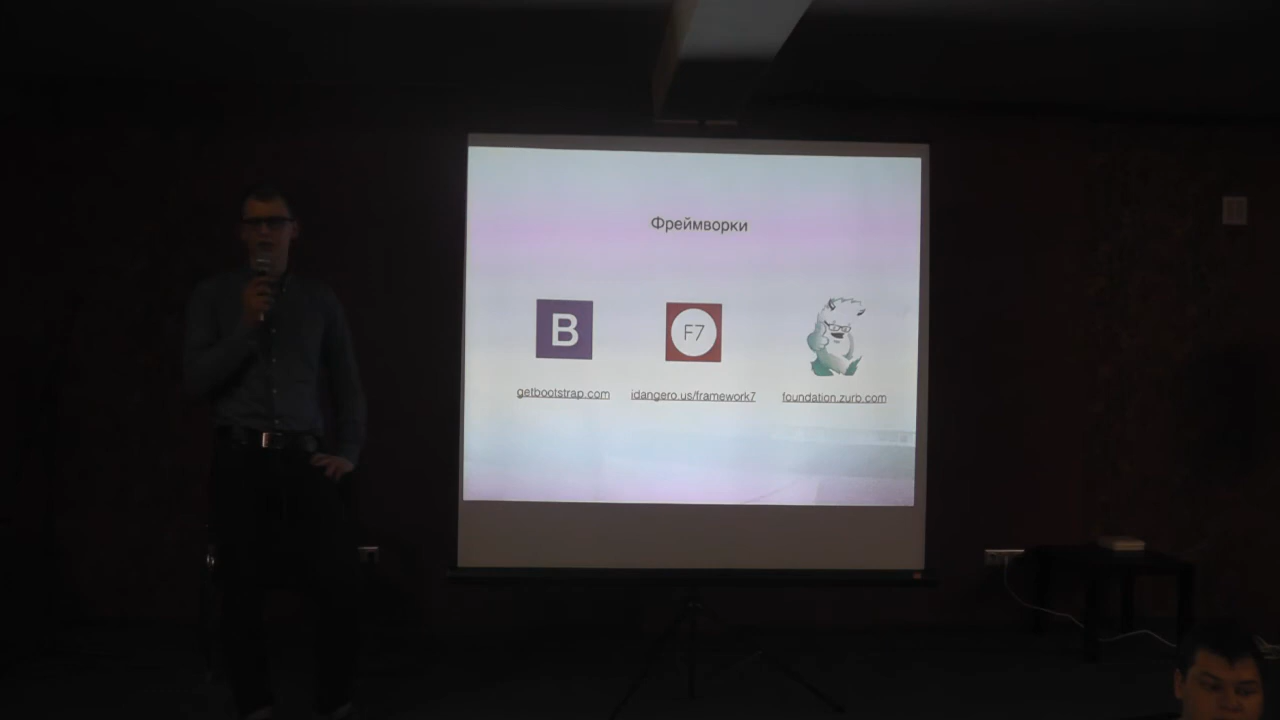 Фреймворки
B
F7
getbootstrap.com
idangero.us/framework7
foundation.zurb.com